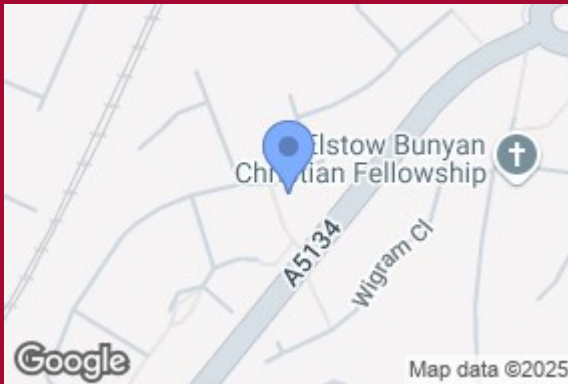 Elstow Bunyan
Christian Fellowship
A5134
Wigram Cl
Google
Map data ©2025